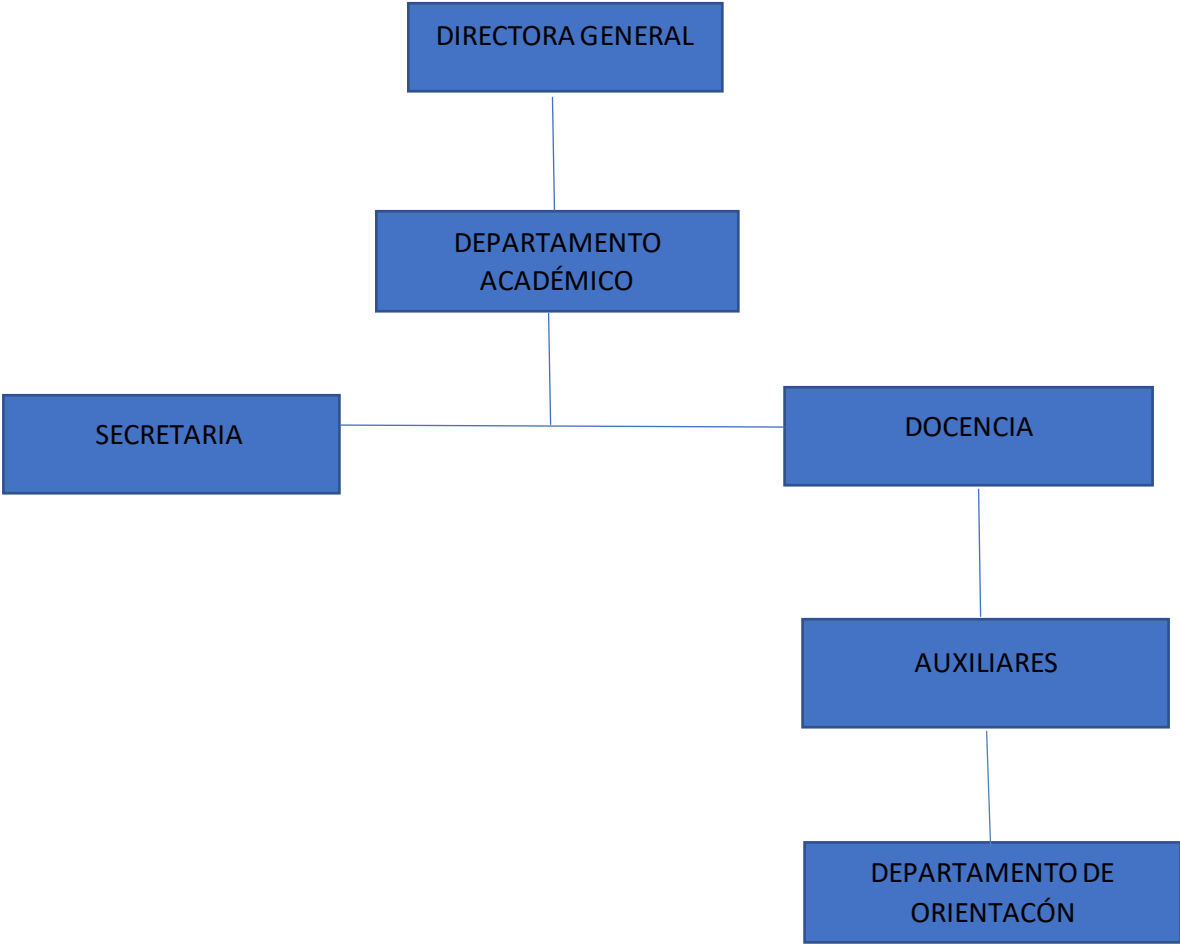 DIRECTORA GENERAL
DEPARTAMENTO
ACADÉMICO
SECRETARIA
DOCENCIA
AUXILIARES
DEPARTAMENTO DE
ORIENTACÓN